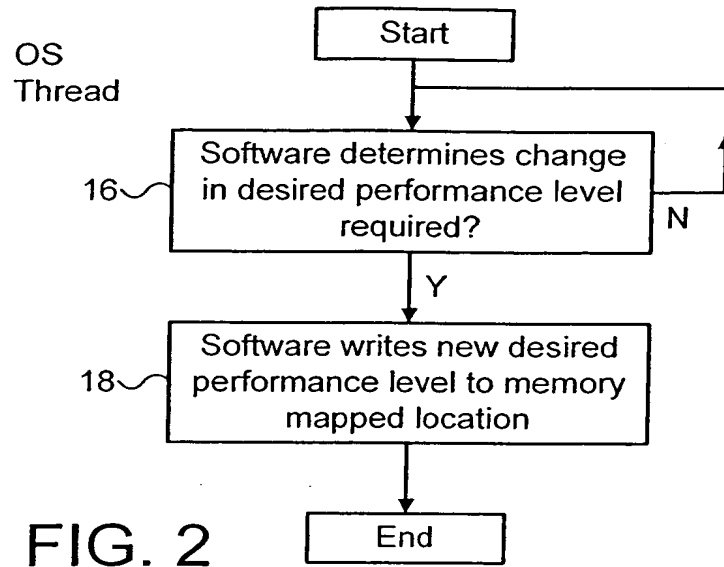 Start
OS
Thread
Software determines change
in desired performance level
required?
16
N
Y
Software writes new desired
performance level to memory
mapped location
18
End
FIG. 2